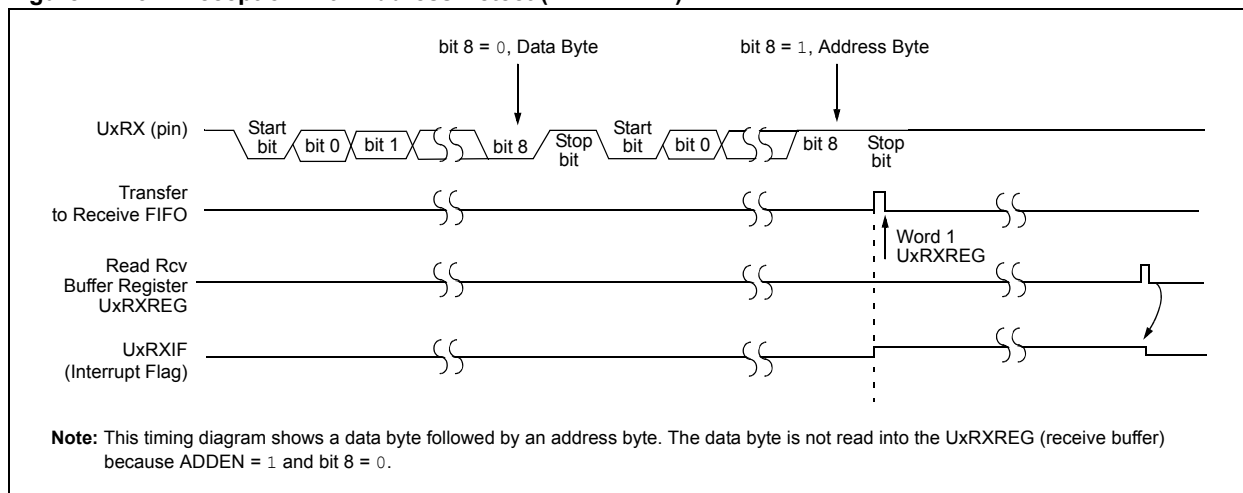 bit 8 = 0, Data Byte
bit 8 = 1, Address Byte
UxRX (pin)
Start
bit
bit 0
bit 1
bit 8
Stop
bit
Start
bit
bit 0
bit 8
Stop
bit
Transfer
to Receive FIFO
Word 1
UxRXREG
Read Rcv
Buffer Register
UxRXREG
UxRXIF
(Interrupt Flag)
Note: This timing diagram shows a data byte followed by an address byte. The data byte is not read into the UxRXREG (receive buffer)
because ADDEN = 1 and bit 8 = 0.